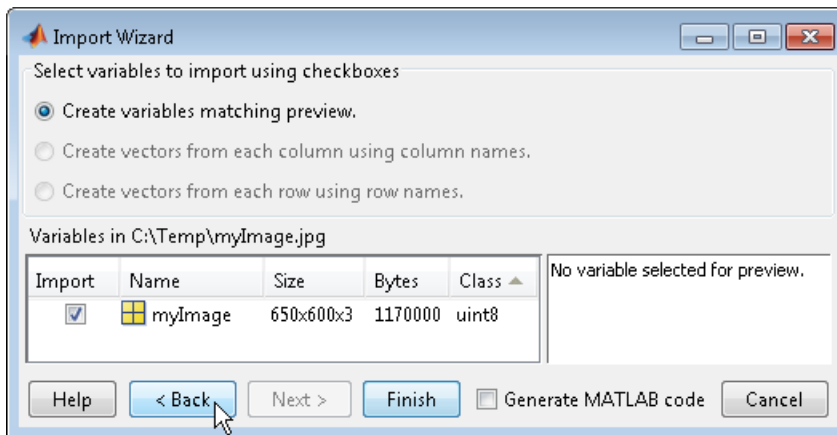 Import Wizard
Select variables to import using checkboxes
Create variables matching preview.
Create vectors from each column using column names.
Create vectors from each row using row names.
Variables in C:\Temp\myImage.jpg
Import Name Size Bytes Class
No variable selected for preview.
myImage 650x600x3 1170000 uint8
Help < Back Next > Finish Generate MATLAB code Cancel